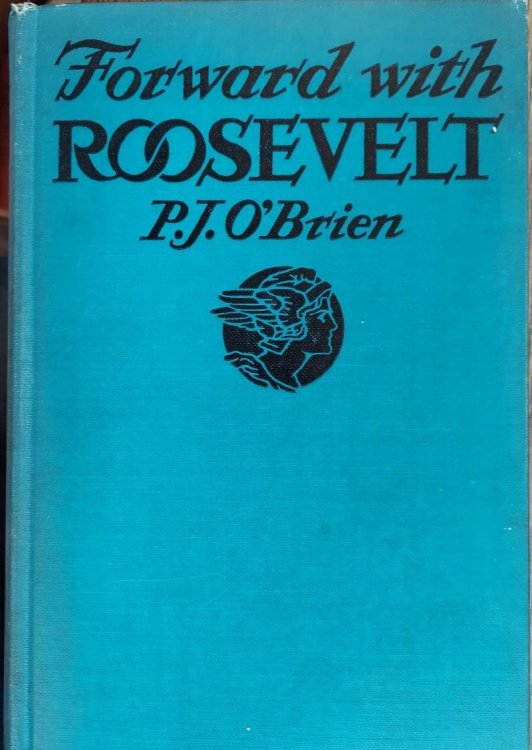 Forward with
ROOSEVELT
P.J. O'Brien